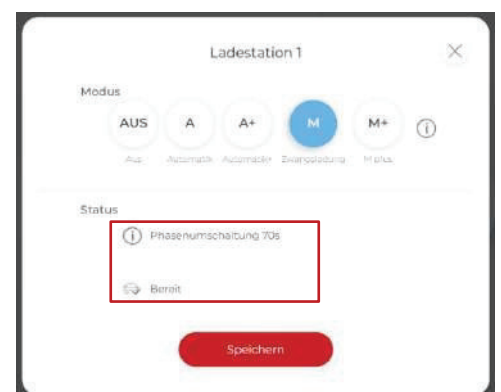 Ladestation 1
Modus
AUS A A+ M M+
Aus Automatik Automatik+ Zwangsladung M plus
Status
Phasenumschaltung 70s
Bereit
Speichern